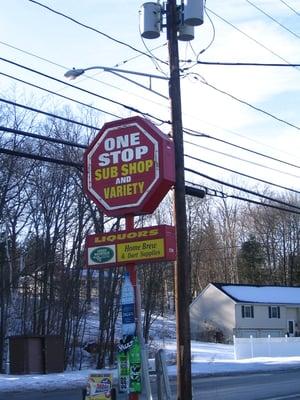 ONE
STOP
SUB SHOP
AND
VARIETY
LIQUORS
Home Brew
& Dart Supplies